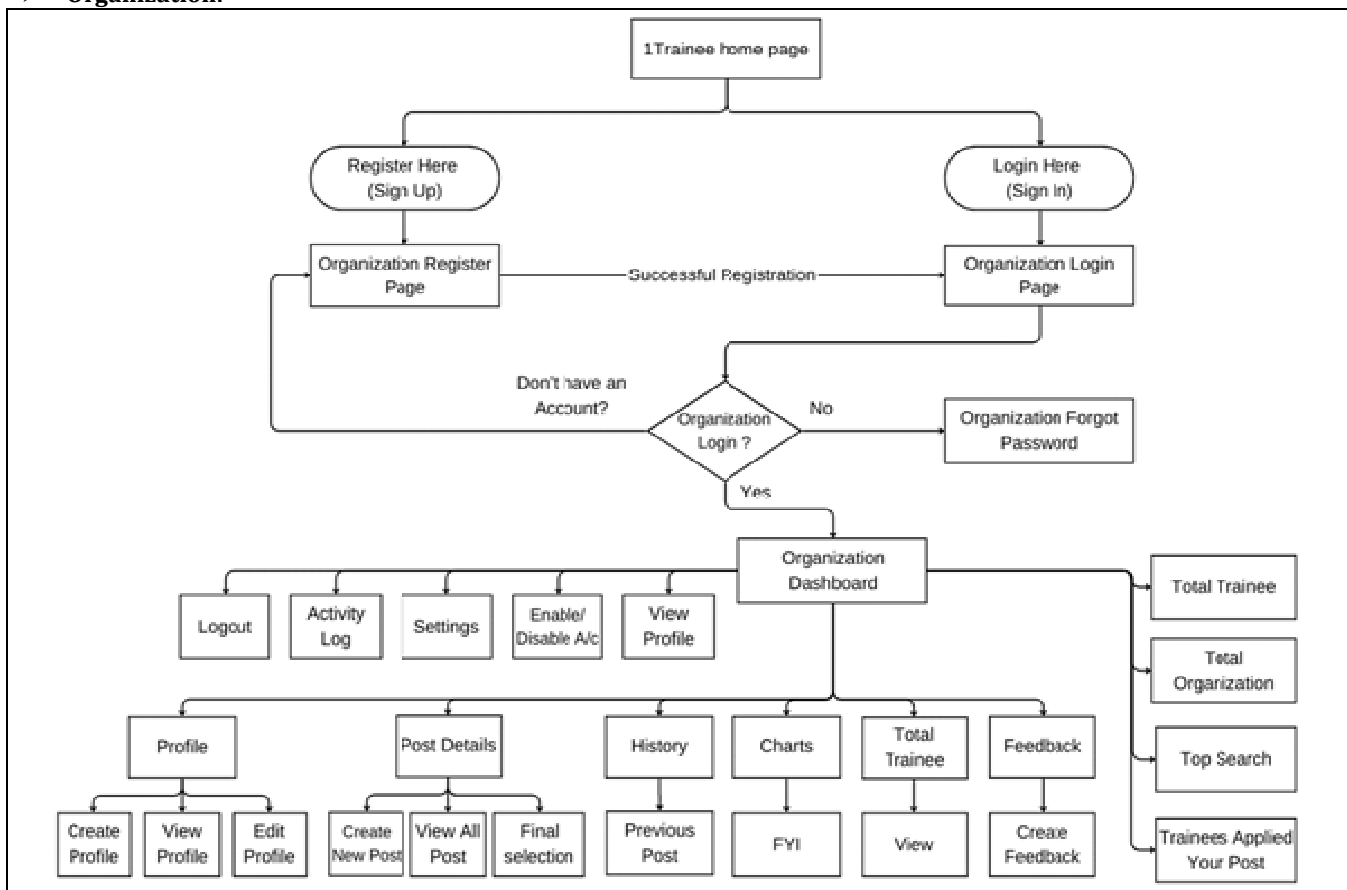 Organization:
1Trainee home page
Register Here
(Sign Up)
Login Here
(Sign In)
Organization Register
Page
Successful Registration
Organization Login
Page
Don't have an
Account?
Organization
Login ?
No
Organization Forgot
Password
Yes
Organization
Dashboard
Logout
Activity
Log
Settings
Enable/
Disable A/c
View
Profile
Total Trainee
Total
Organization
Top Search
Trainees Applied
Your Post
Profile
Post Details
History
Charts
Total
Trainee
Feedback
Create
Profile
View
Profile
Edit
Profile
Create
New Post
View All
Post
Final
selection
Previous
Post
FYI
View
Create
Feedback